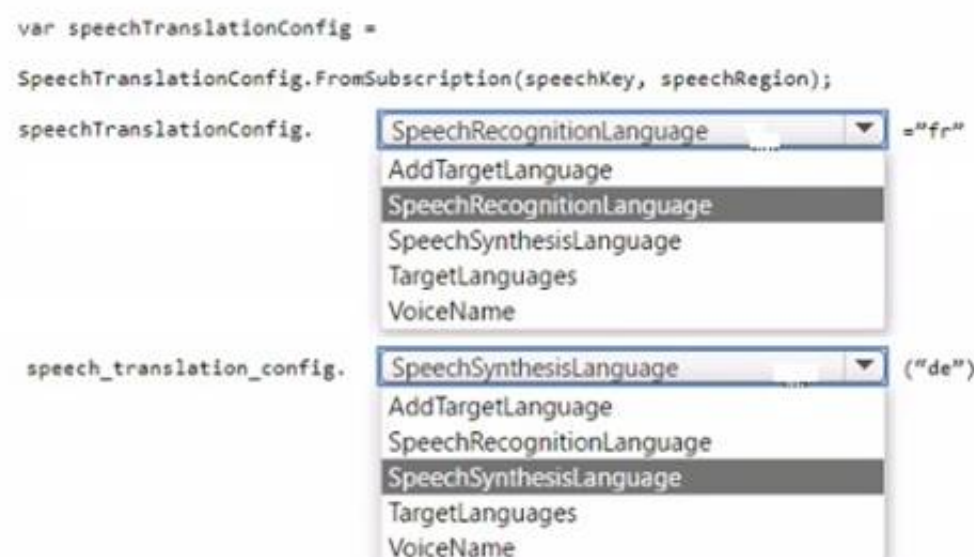 var speechTranslationConfig =
SpeechTranslationConfig.FromSubscription(speechKey, speechRegion);
speechTranslationConfig. SpeechRecognitionLanguage ="fr"
AddTargetLanguage
SpeechRecognitionLanguage
SpeechSynthesisLanguage
TargetLanguages
VoiceName
speech_translation_config. SpeechSynthesisLanguage ("de")
AddTargetLanguage
SpeechRecognitionLanguage
SpeechSynthesisLanguage
TargetLanguages
VoiceName